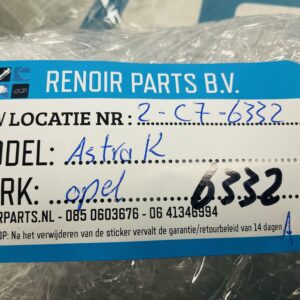 RENOIR PARTS B.V.
LOCATIE NR : 2-C7-6332
ODEL: Astra K
RK: opel 6332
RPARTS.NL - 085 0603676 - 06 41346994
OP: Na het verwijderen van de sticker vervalt de garantie/retourbeleid van 14 dagen A